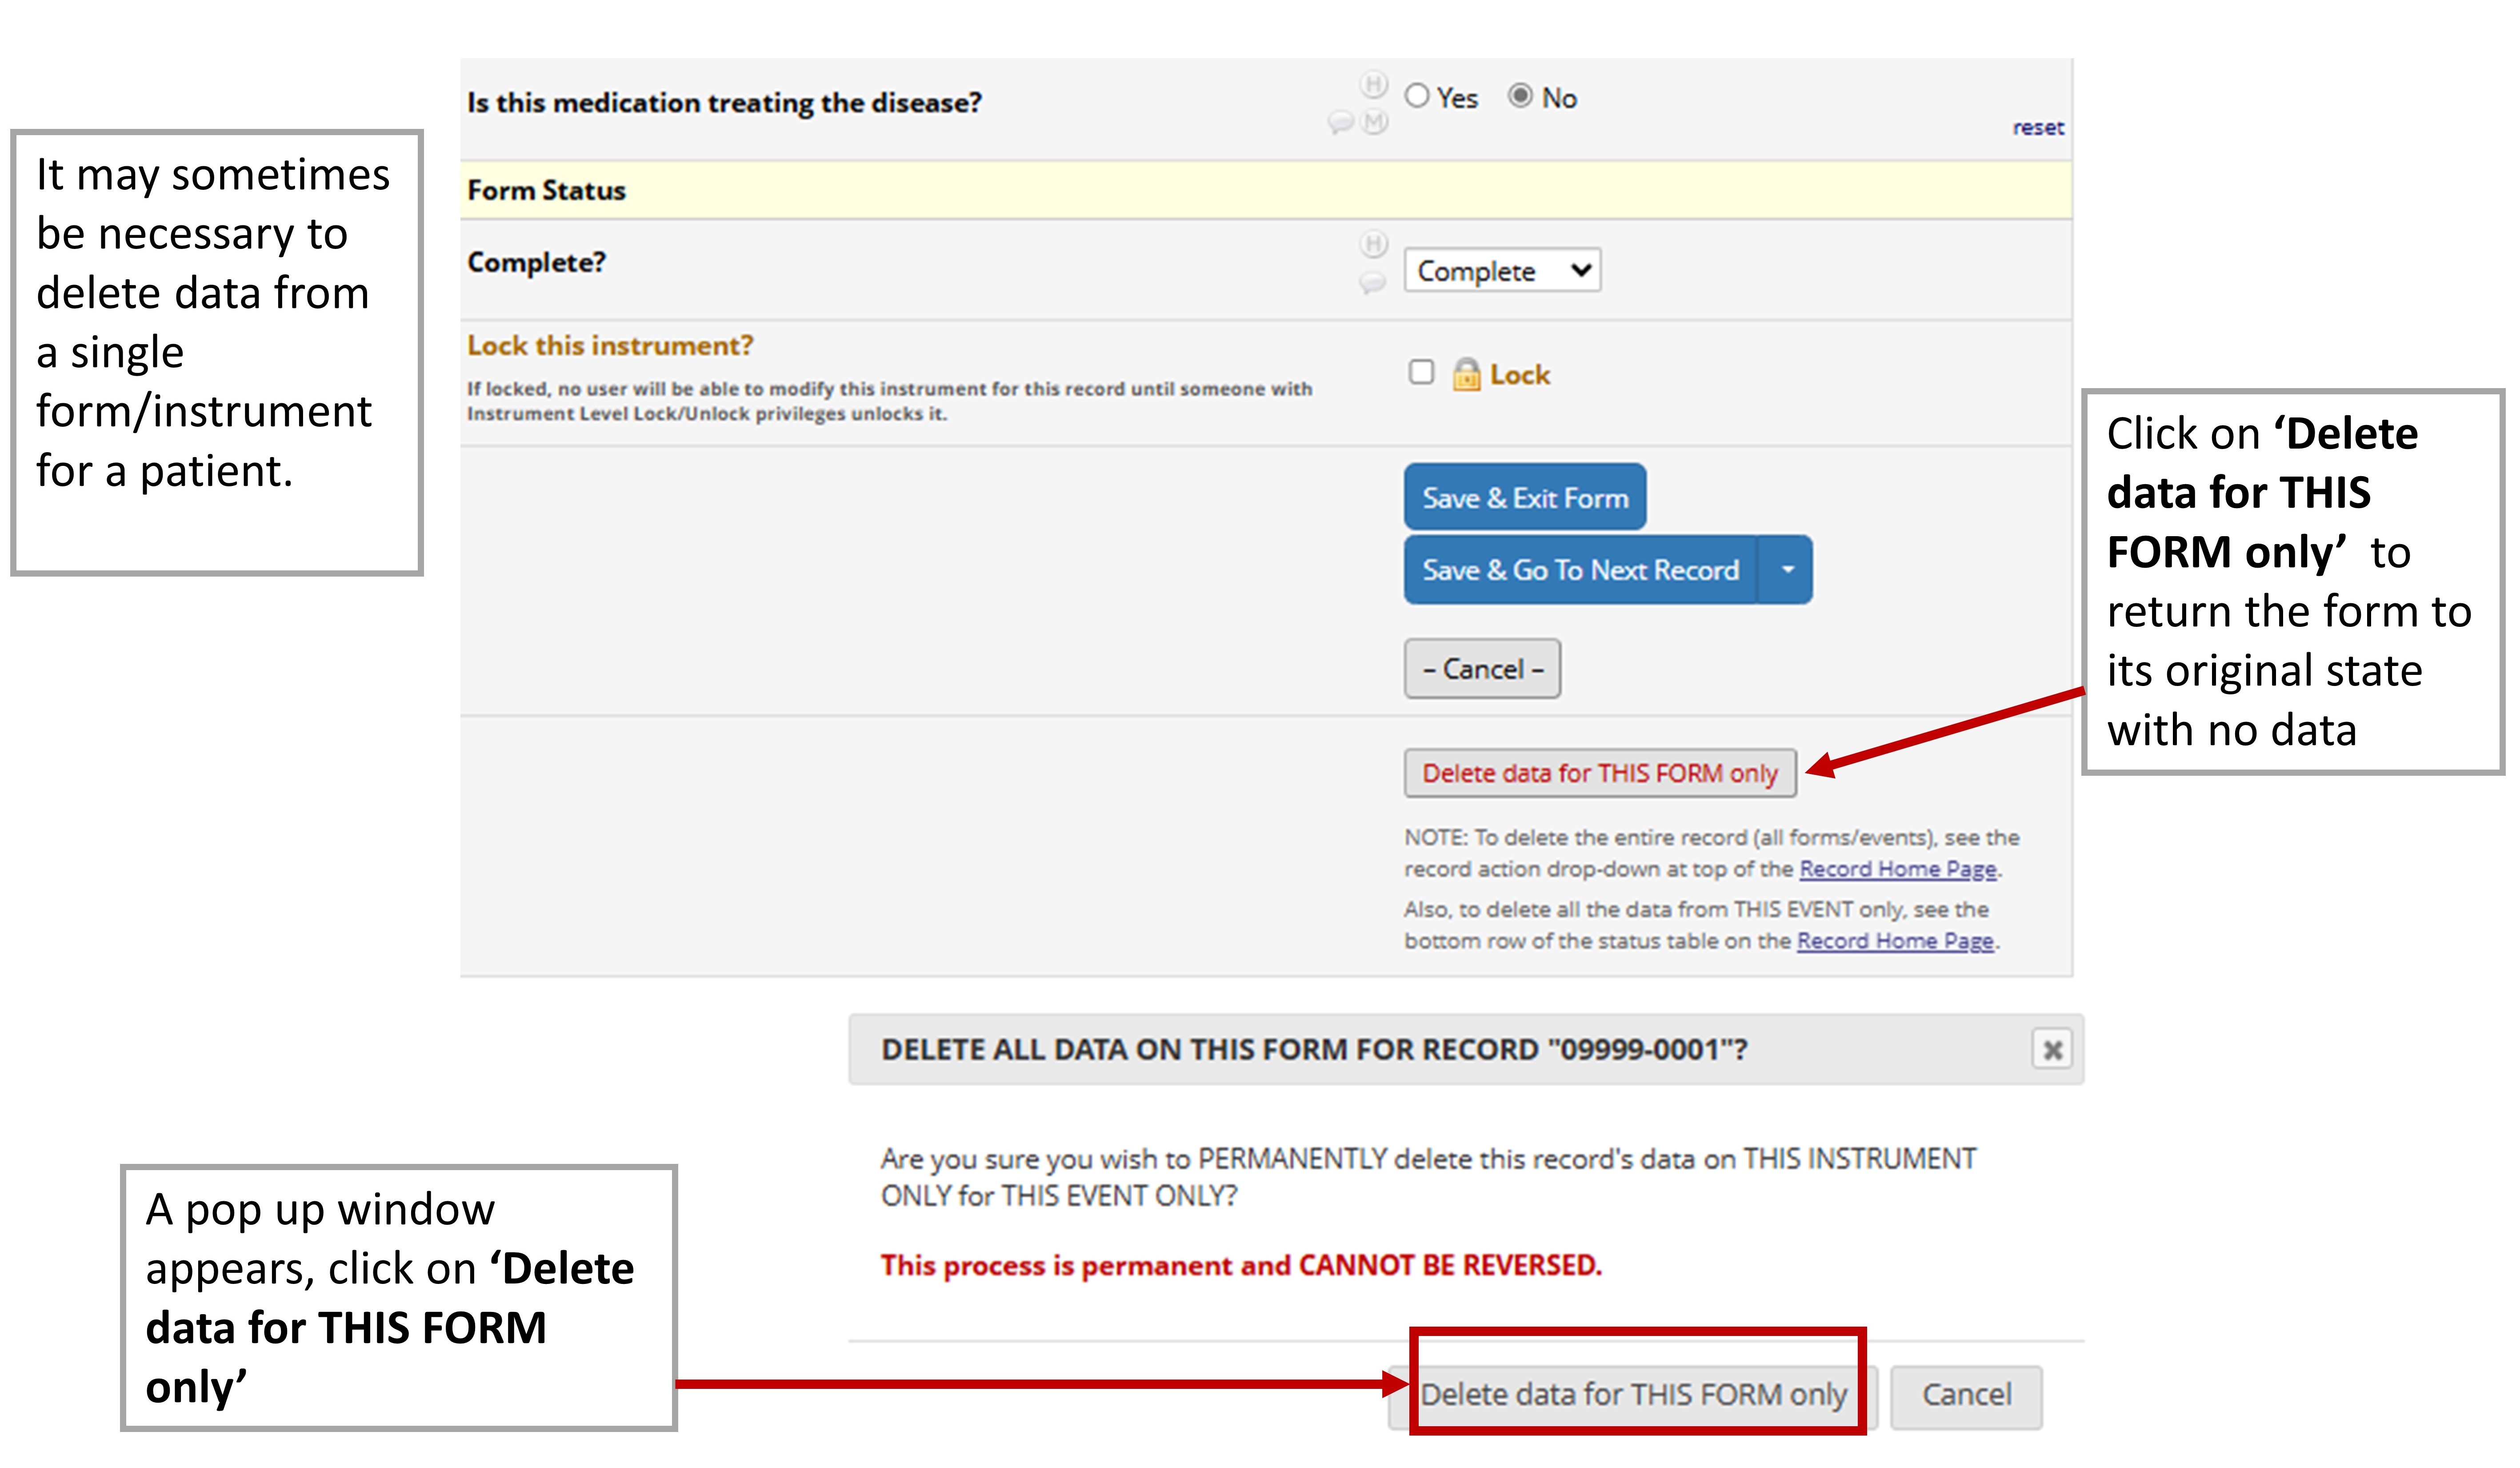 It may sometimes
be necessary to
delete data from
a single
form/instrument
for a patient.
Is this medication treating the disease?
H
M
Yes
No
reset
Form Status
Complete?
H
Complete
Lock this instrument?
If locked, no user will be able to modify this instrument for this record until someone with
Instrument Level Lock/Unlock privileges unlocks it.
Lock
Save & Exit Form
Save & Go To Next Record
– Cancel –
Delete data for THIS FORM only
NOTE: To delete the entire record (all forms/events), see the
record action drop-down at top of the Record Home Page.
Also, to delete all the data from THIS EVENT only, see the
bottom row of the status table on the Record Home Page.
Click on ‘Delete
data for THIS
FORM only’ to
return the form to
its original state
with no data
DELETE ALL DATA ON THIS FORM FOR RECORD "09999-0001"?
Are you sure you wish to PERMANENTLY delete this record's data on THIS INSTRUMENT
ONLY for THIS EVENT ONLY?
This process is permanent and CANNOT BE REVERSED.
Delete data for THIS FORM only
Cancel
A pop up window
appears, click on ‘Delete
data for THIS FORM
only’